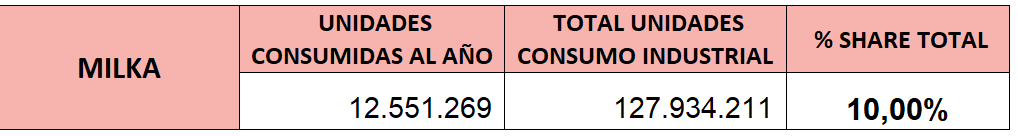 MILKA
UNIDADES
CONSUMIDAS AL AÑO
TOTAL UNIDADES
CONSUMO INDUSTRIAL
% SHARE TOTAL
12.551.269
127.934.211
10,00%